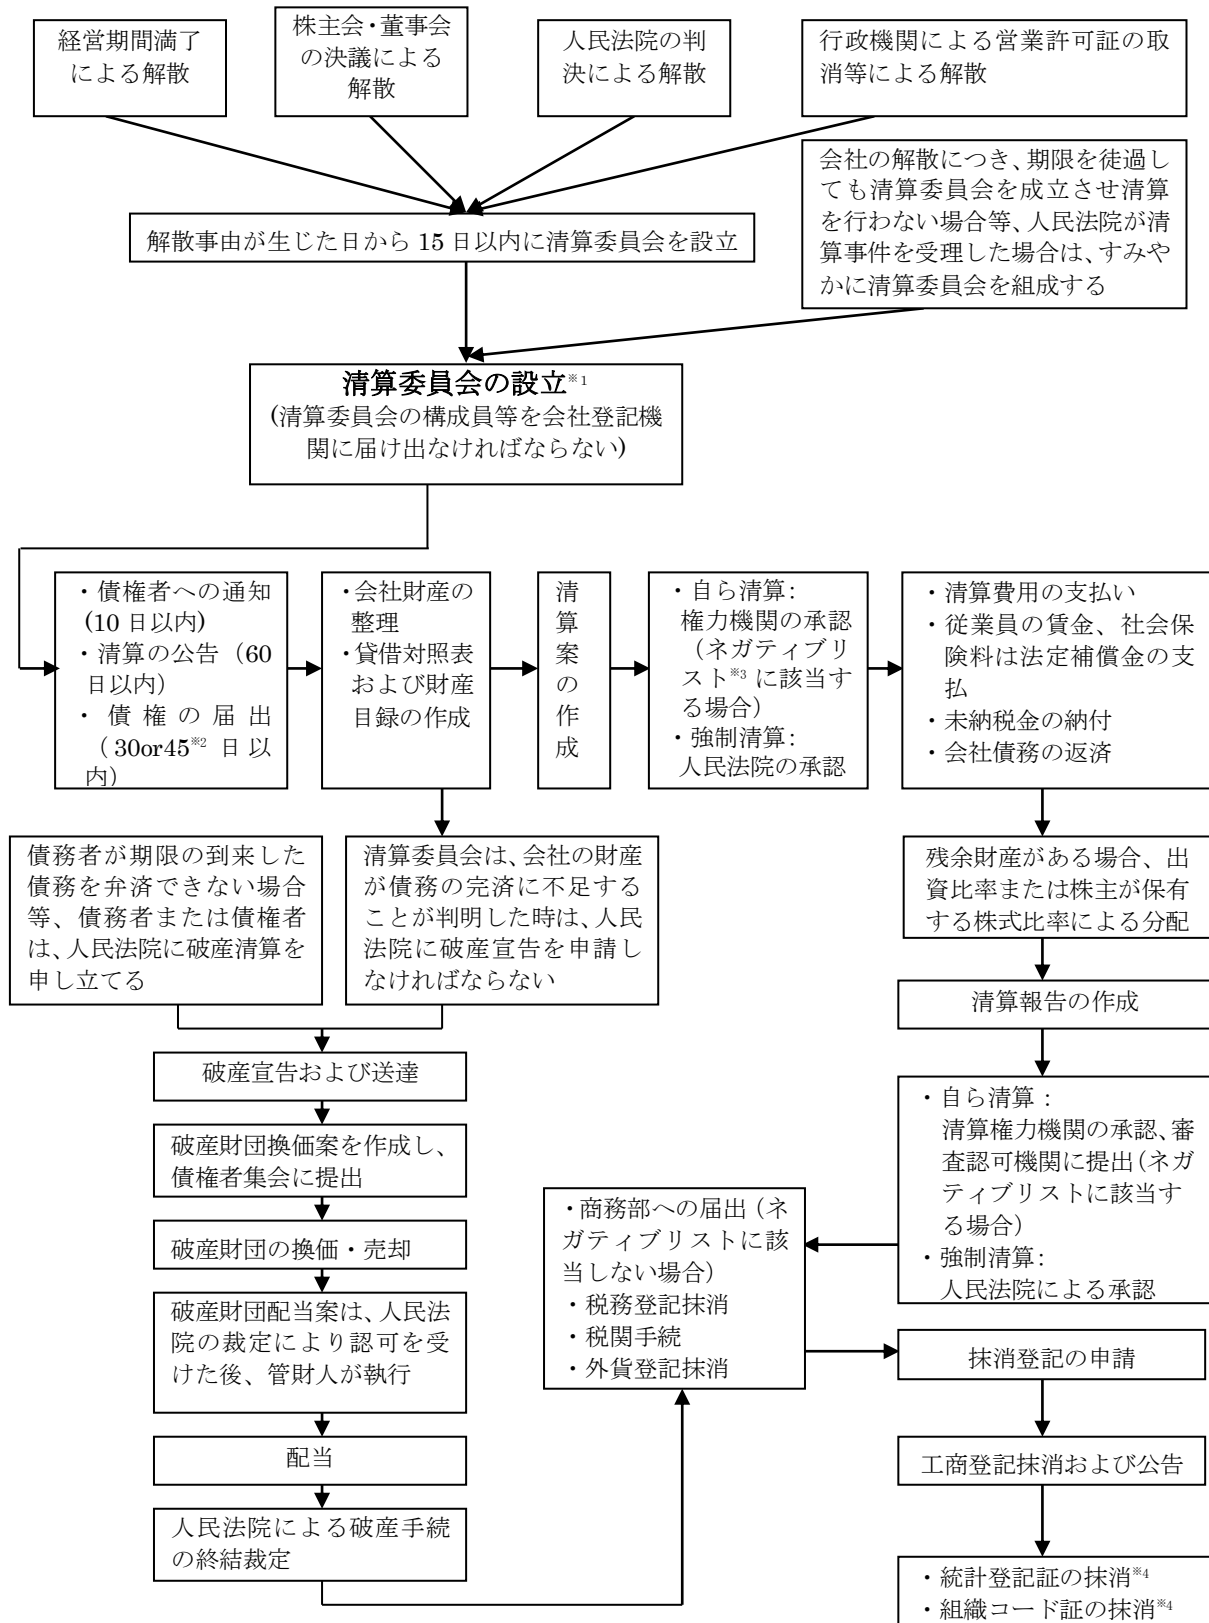 経営期間満了
による解散
株主会・董事会
の決議による
解散
人民法院の判
決による解散
行政機関による営業許可証の取
消等による解散
会社の解散につき、期限を徒過し
ても清算委員会を成立させ清算
を行わない場合等、人民法院が清
算事件を受理した場合は、すみや
かに清算委員会を組成する
解散事由が生じた日から 15 日以内に清算委員会を設立
清算委員会の設立※1
(清算委員会の構成員等を会社登記機
関に届け出なければならない)
・債権者への通知
(10 日以内)
・清算の公告（60
日以内）
・債権の届出
（30or45※2 日以
内）
・会社財産の
整理
・貸借対照表
および財産
目録の作成
清算案の作成
・自ら清算：
権力機関の承認
（ネガティブリ
スト※3 に該当す
る場合）
・強制清算：
人民法院の承認
・清算費用の支払い
・従業員の賃金、社会保
険料は法定補償金の支
払
・未納税金の納付
・会社債務の返済
債務者が期限の到来した
債務を弁済できない場合
等、債務者または債権者
は、人民法院に破産清算を
申し立てる
清算委員会は、会社の財産
が債務の完済に不足する
ことが判明した時は、人民
法院に破産宣告を申請し
なければならない
残余財産がある場合、出
資比率または株主が保有
する株式比率による分配
清算報告の作成
破産宣告および送達
破産財団換価案を作成し、
債権者集会に提出
破産財団の換価・売却
破産財団配当案は、人民法
院の裁定により認可を受
けた後、管財人が執行
配当
人民法院による破産手続
の終結裁定
・自ら清算：
清算権力機関の承認、審
査認可機関に提出（ネガ
ティブリストに該当す
る場合）
・強制清算：
人民法院による承認
・商務部への届出（ネ
ガティブリストに該
当しない場合）
・税務登記抹消
・税関手続
・外貨登記抹消
抹消登記の申請
工商登記抹消および公告
・統計登記証の抹消※4
・組織コード証の抹消※4